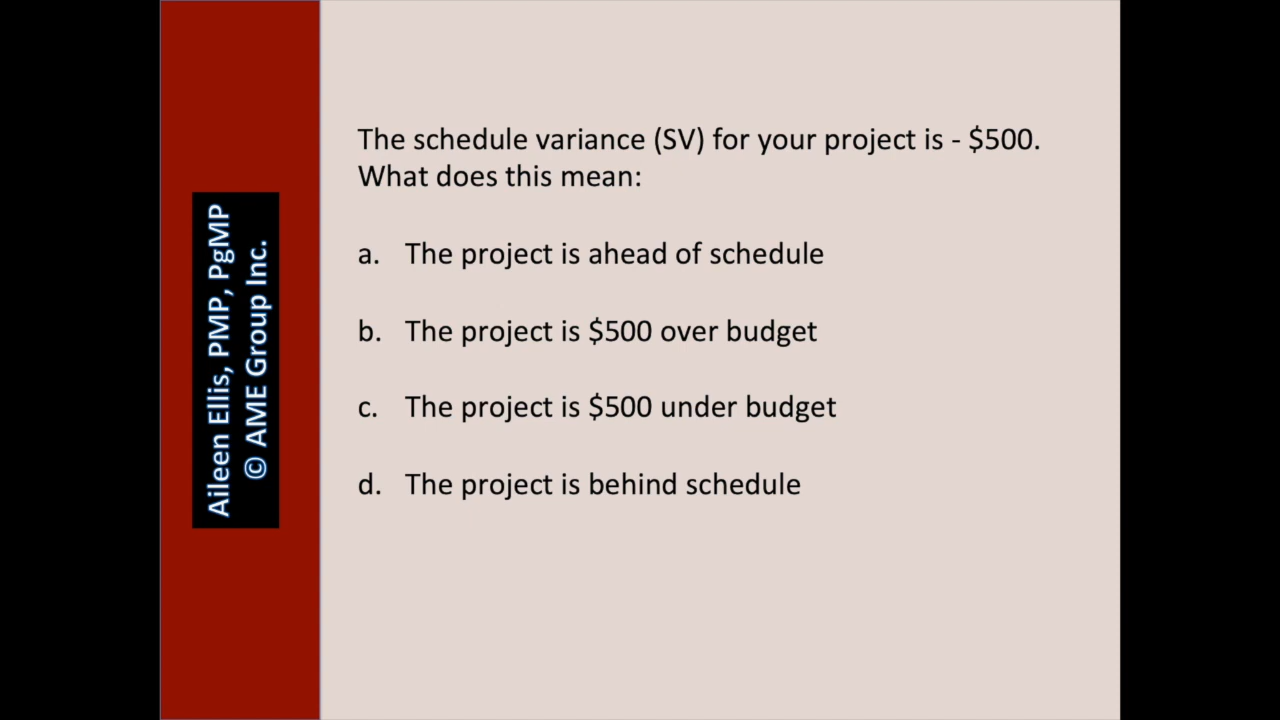 Aileen Ellis, PMP, PgMP
© AME Group Inc.
The schedule variance (SV) for your project is - $500.
What does this mean:
a. The project is ahead of schedule
b. The project is $500 over budget
c. The project is $500 under budget
d. The project is behind schedule